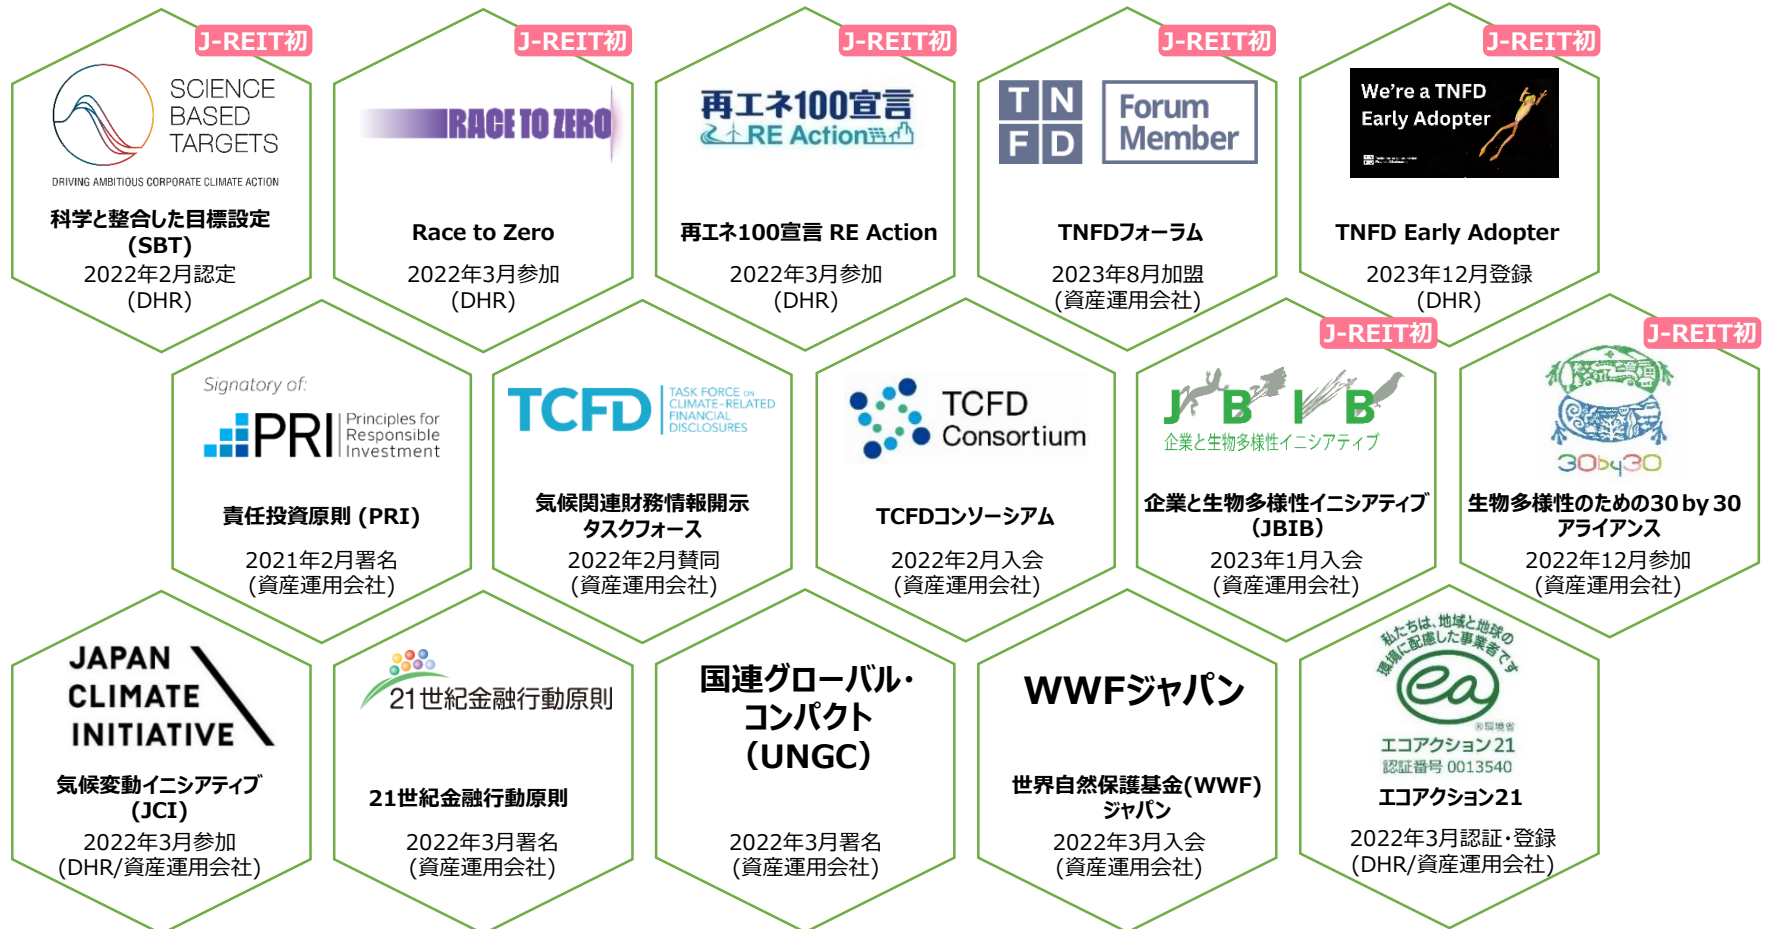 J-REIT初
SCIENCE
BASED
TARGETS
DRIVING AMBITIOUS CORPORATE CLIMATE ACTION
科学と整合した目標設定
(SBT)
2022年2月認定
(DHR)
J-REIT初
RACE TO ZERO
Race to Zero
2022年3月参加
(DHR)
J-REIT初
再エネ100宣言
RE Action
再エネ100宣言 RE Action
2022年3月参加
(DHR)
J-REIT初
TN
FD
Forum
Member
TNFDフォーラム
2023年8月加盟
(資産運用会社)
J-REIT初
We're a TNFD
Early Adopter
TNFD Early Adopter
2023年12月登録
(DHR)
Signatory of:
PRI
Principles for
Responsible
Investment
責任投資原則 (PRI)
2021年2月署名
(資産運用会社)
TCFD
TASK FORCE ON
CLIMATE-RELATED
FINANCIAL
DISCLOSURES
気候関連財務情報開示
タスクフォース
2022年2月賛同
(資産運用会社)
TCFD
Consortium
TCFDコンソーシアム
2022年2月入会
(資産運用会社)
J-REIT初
JBIB
企業と生物多様性イニシアティブ
企業と生物多様性イニシアティブ
（JBIB）
2023年1月入会
(資産運用会社)
J-REIT初
30by30
生物多様性のための30 by 30
アライアンス
2022年12月参加
(資産運用会社)
JAPAN
CLIMATE
INITIATIVE
気候変動イニシアティブ
(JCI)
2022年3月参加
(DHR/資産運用会社)
21世紀金融行動原則
21世紀金融行動原則
2022年3月署名
(資産運用会社)
国連グローバル・
コンパクト
（UNGC）
2022年3月署名
(資産運用会社)
WWFジャパン
世界自然保護基金(WWF)
ジャパン
2022年3月入会
(資産運用会社)
私たちは、地域と地球の
環境に配慮した事業者です
ea
®環境省
エコアクション21
認証番号 0013540
エコアクション21
2022年3月認証・登録
(DHR/資産運用会社)